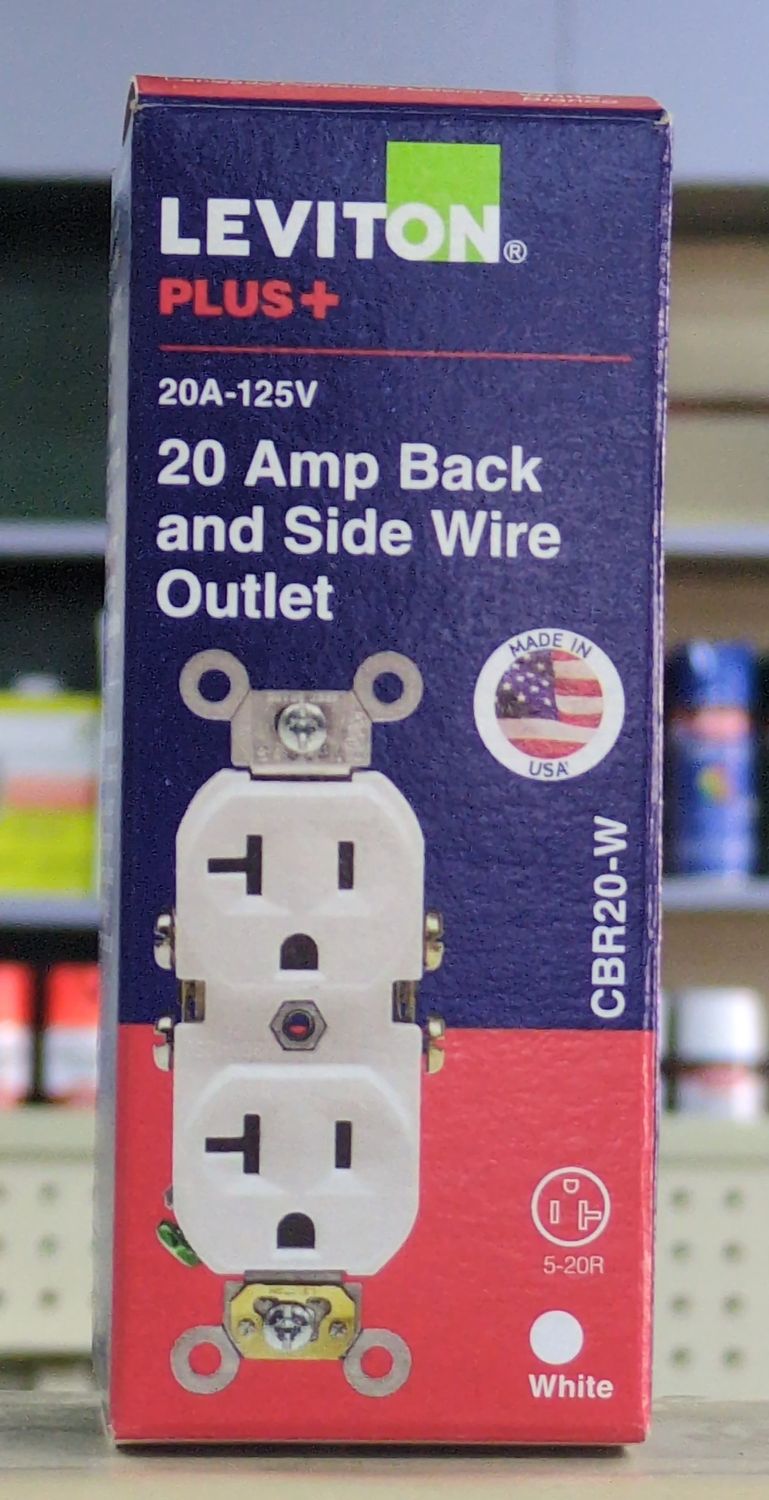 LEVITON®
PLUS+
20A-125V
20 Amp Back
and Side Wire
Outlet
MADE IN
USA
CBR20-W
5-20R
White